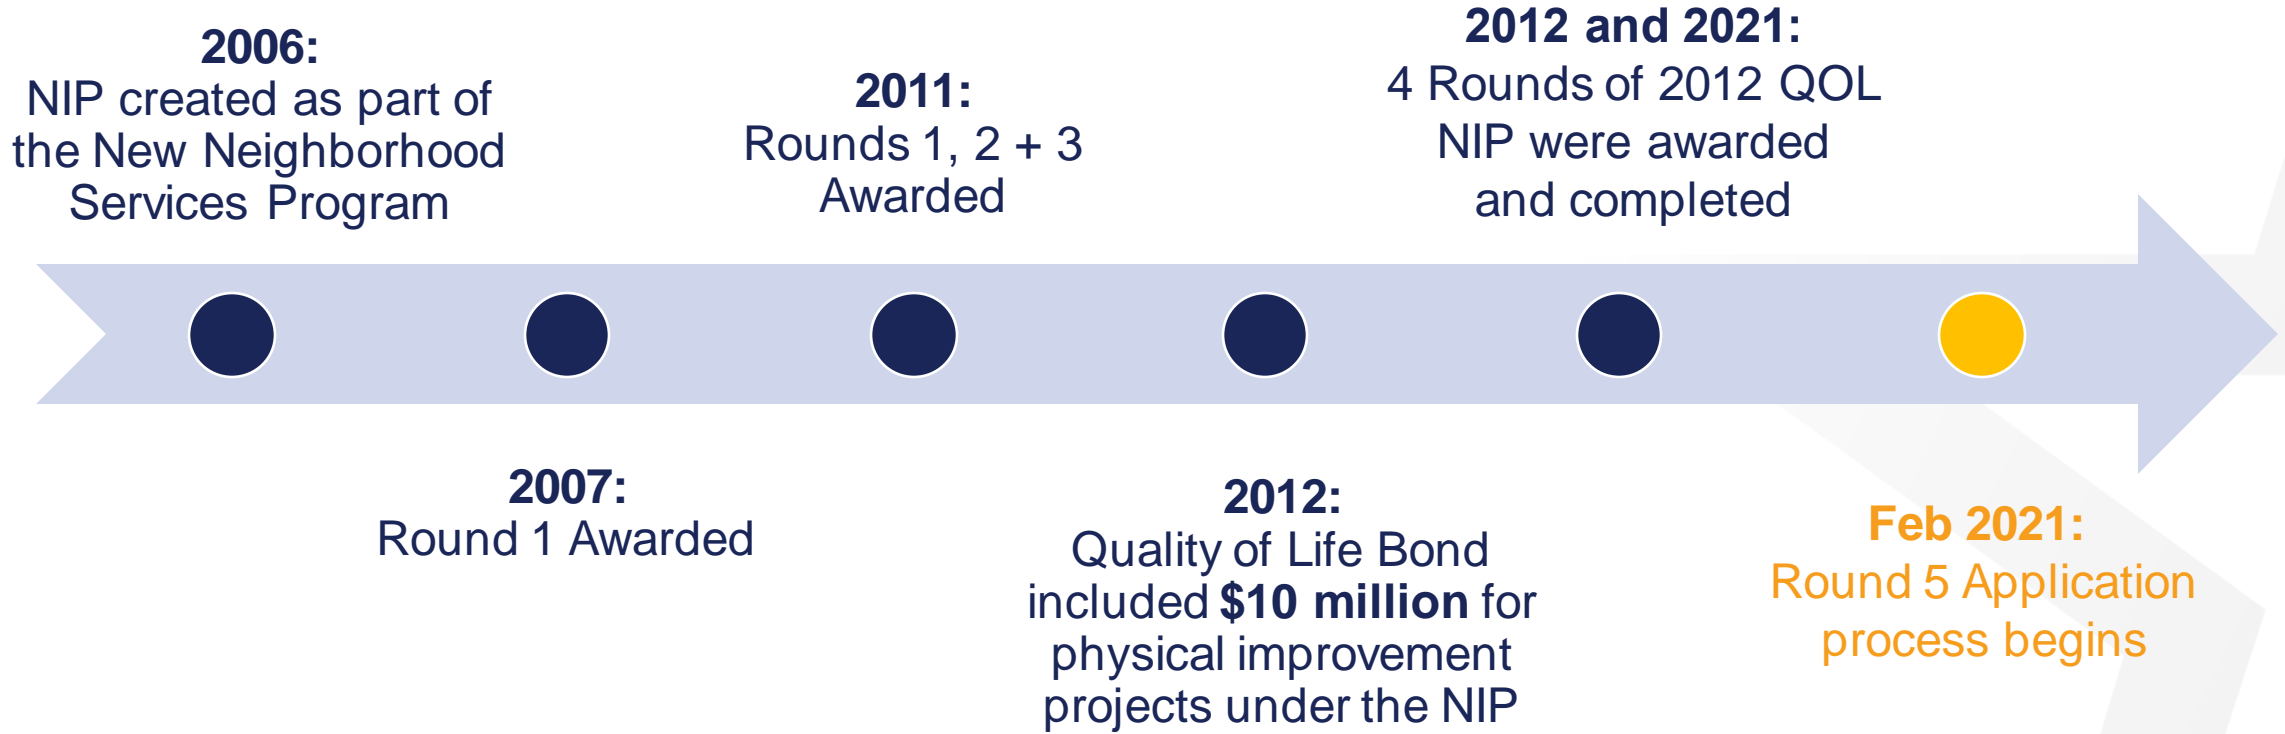 2006:
NIP created as part of
the New Neighborhood
Services Program
2007:
Round 1 Awarded
2011:
Rounds 1, 2 + 3
Awarded
2012:
Quality of Life Bond
included $10 million for
physical improvement
projects under the NIP
2012 and 2021:
4 Rounds of 2012 QOL
NIP were awarded
and completed
Feb 2021:
Round 5 Application
process begins